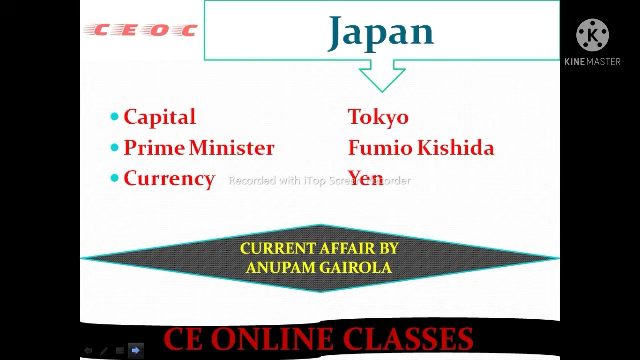 CEOC
Japan
KINEMASTER
Capital Tokyo
Prime Minister Fumio Kishida
Currency Yen
Recorded with iTop Screen Recorder
CURRENT AFFAIR BY
ANUPAM GAIROLA
CE ONLINE CLASSES